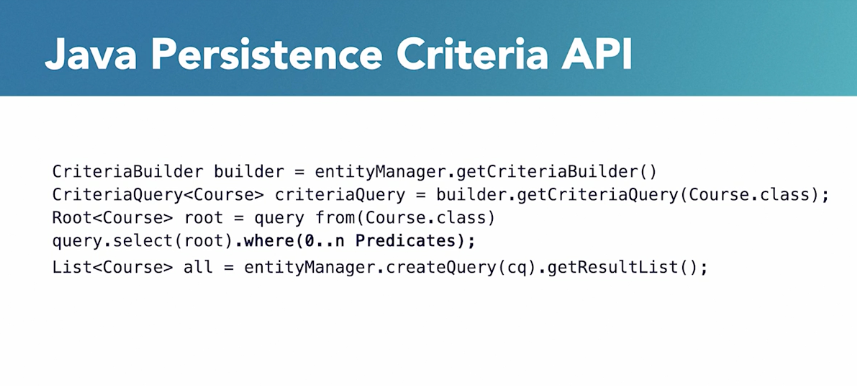 Java Persistence Criteria API
CriteriaBuilder builder = entityManager.getCriteriaBuilder()
CriteriaQuery<Course> criteriaQuery = builder.getCriteriaQuery(Course.class);
Root<Course> root = query from(Course.class)
query.select(root).where(0..n Predicates);
List<Course> all = entityManager.createQuery(cq).getResultList();